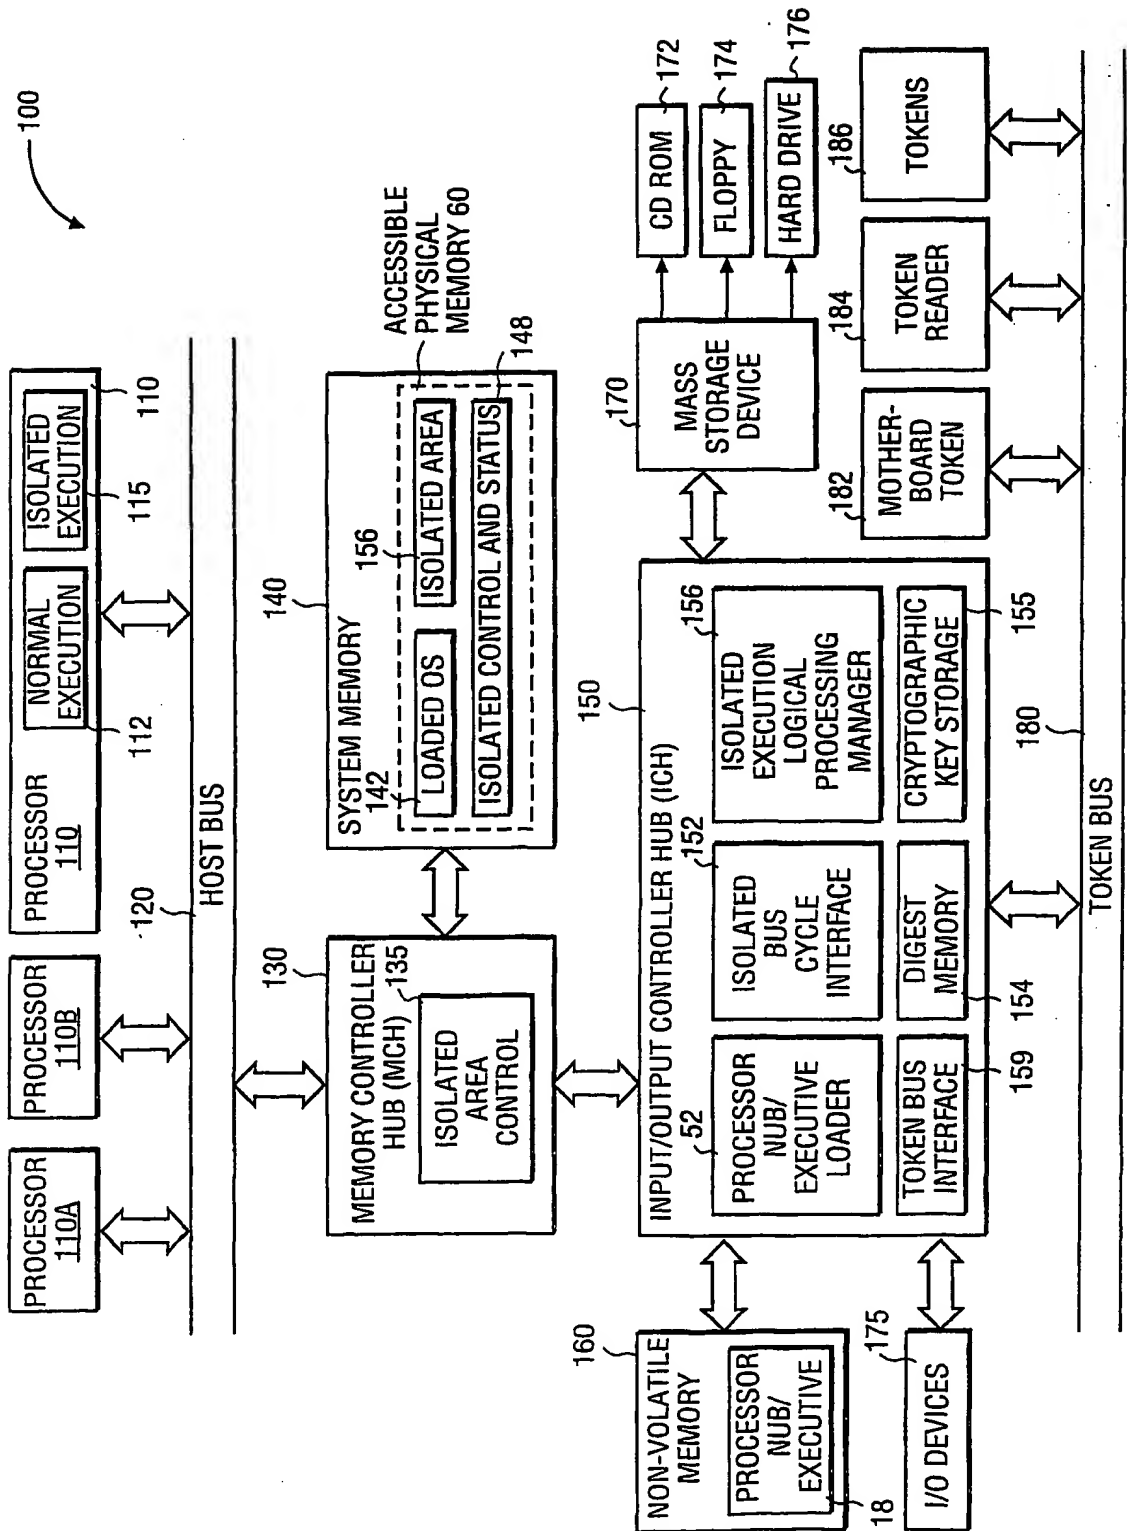 100
PROCESSOR
110A
PROCESSOR
110B
PROCESSOR
110
NORMAL
EXECUTION
112
ISOLATED
EXECUTION
115
110
120
HOST BUS
MEMORY CONTROLLER
HUB (MCH)
130
135
ISOLATED
AREA
CONTROL
140
SYSTEM MEMORY
142
LOADED OS
156
ISOLATED AREA
ISOLATED CONTROL AND STATUS
148
ACCESSIBLE
PHYSICAL
MEMORY 60
160
NON-VOLATILE
MEMORY
PROCESSOR
NUB/
EXECUTIVE
18
175
I/O DEVICES
150
INPUT/OUTPUT CONTROLLER HUB (ICH)
52
PROCESSOR
NUB/
EXECUTIVE
LOADER
152
ISOLATED
BUS
CYCLE
INTERFACE
156
ISOLATED
EXECUTION
LOGICAL
PROCESSING
MANAGER
TOKEN BUS
INTERFACE
159
DIGEST
MEMORY
154
CRYPTOGRAPHIC
KEY STORAGE
155
170
MASS
STORAGE
DEVICE
CD ROM
172
FLOPPY
174
HARD DRIVE
176
182
MOTHER-
BOARD
TOKEN
184
TOKEN
READER
186
TOKENS
180
TOKEN BUS